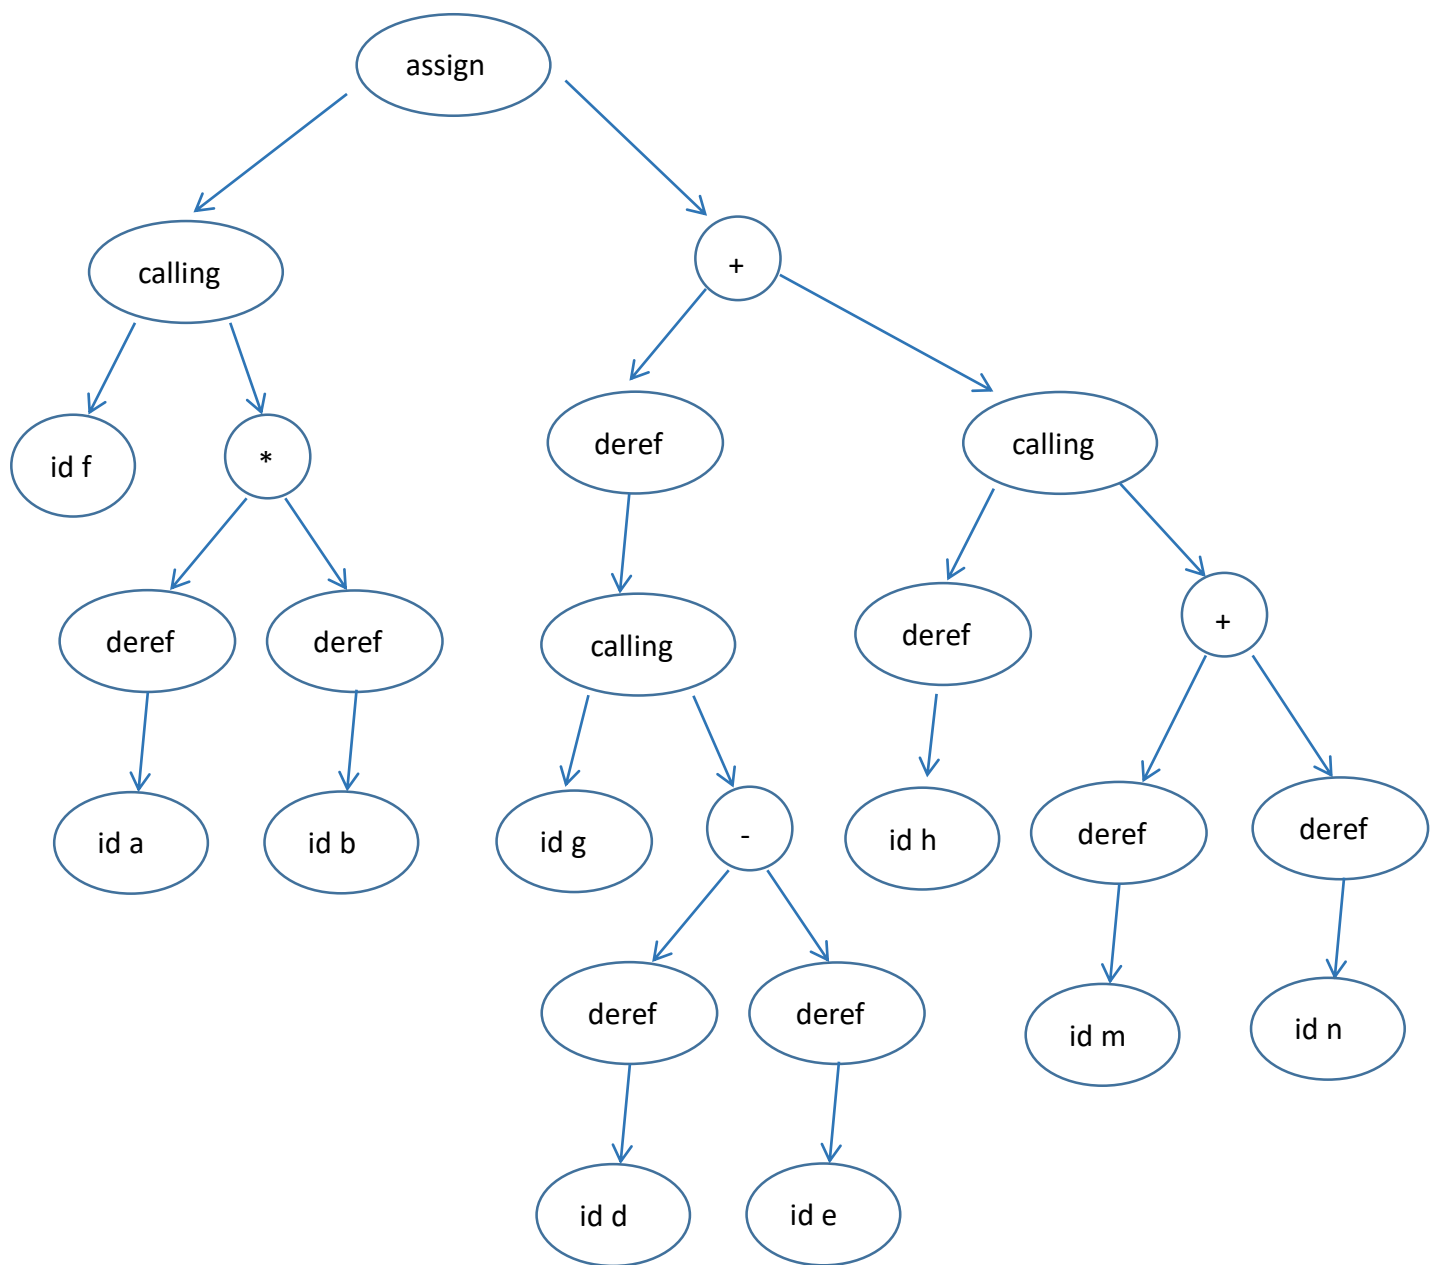 assign
calling
+
id f
*
deref
calling
deref
deref
calling
deref
+
id a
id b
id g
-
id h
deref
deref
deref
deref
id m
id n
id d
id e